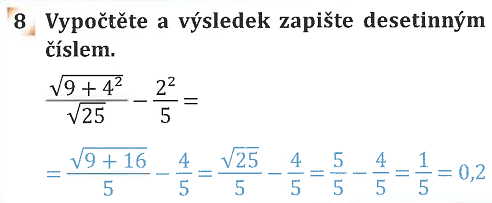 8 Vypočtěte a výsledek zapište desetinným
číslem.
√(9 + 4²)/√25 − 2²/5 =
= √(9 + 16)/5 − 4/5 = √25/5 − 4/5 = 5/5 − 4/5 = 1/5 = 0,2